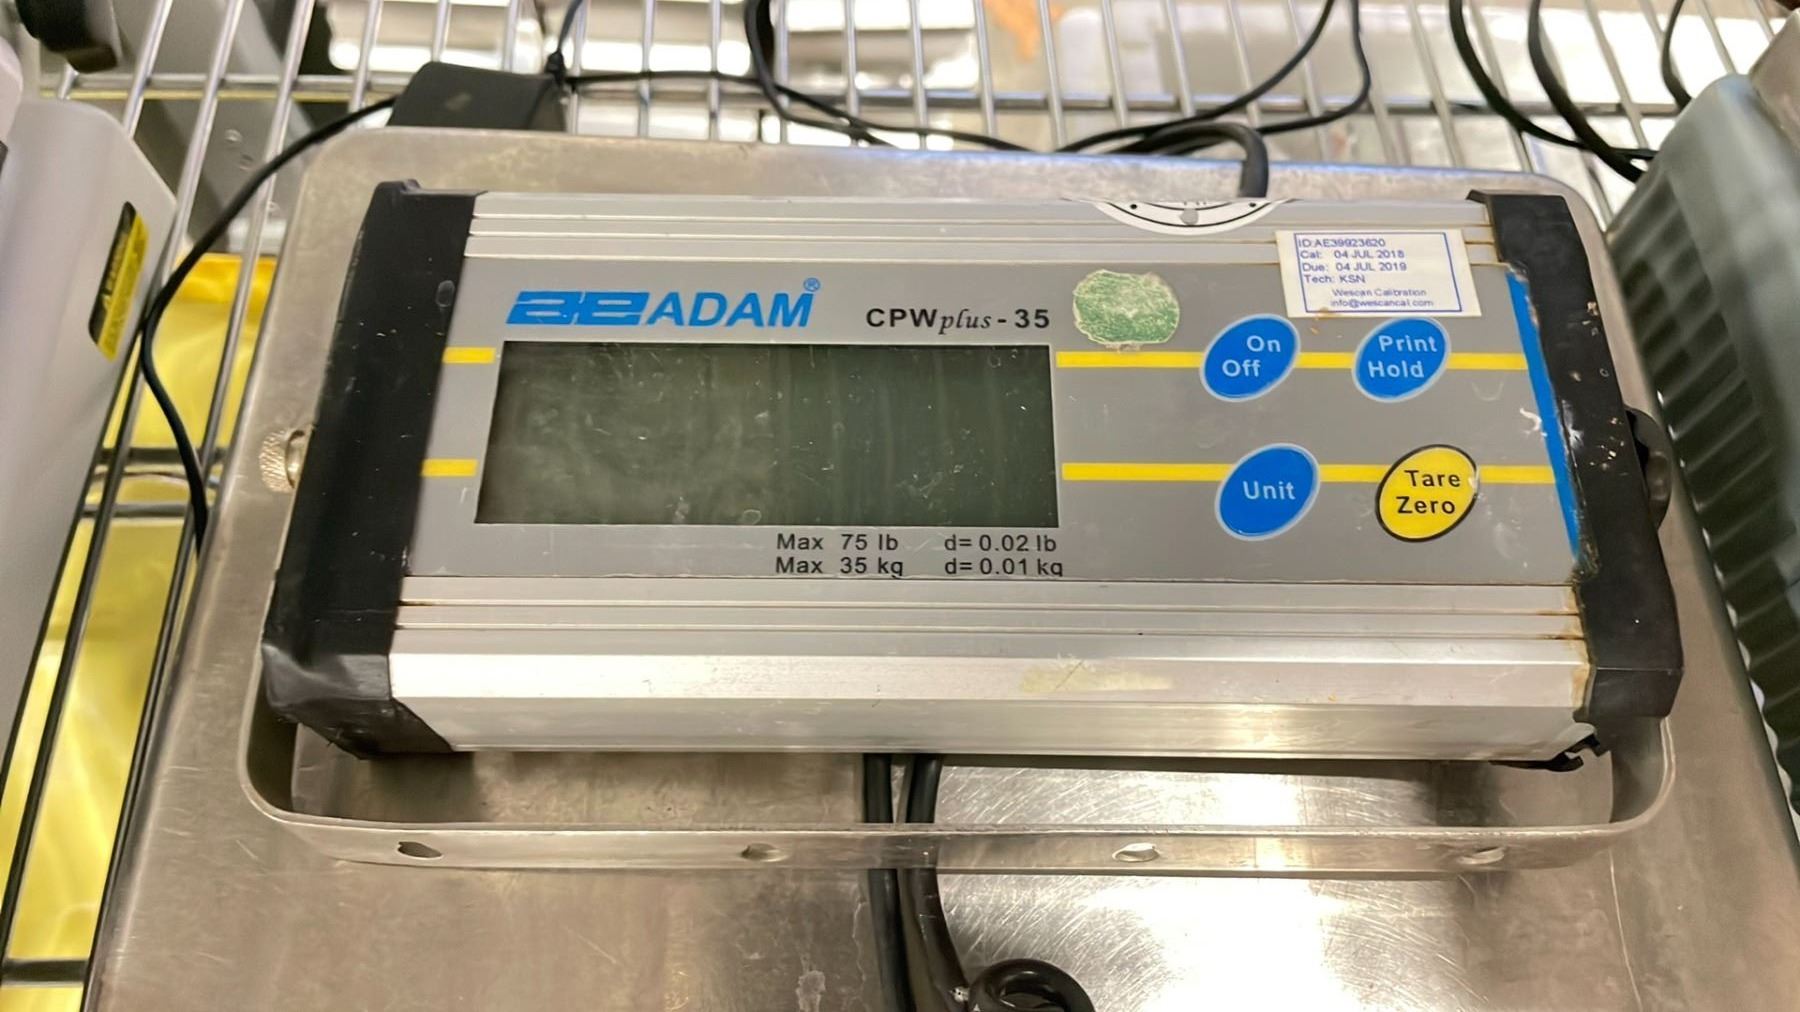 ID:AE39923620
Cal: 04 JUL 2018
Due: 04 JUL 2019
Tech: KSN
Wescan Calibration
info@wescancal.com
ae ADAM®
CPWplus-35
On
Off
Print
Hold
Unit
Tare
Zero
Max 75 lb d= 0.02 lb
Max 35 kg d= 0.01 kg